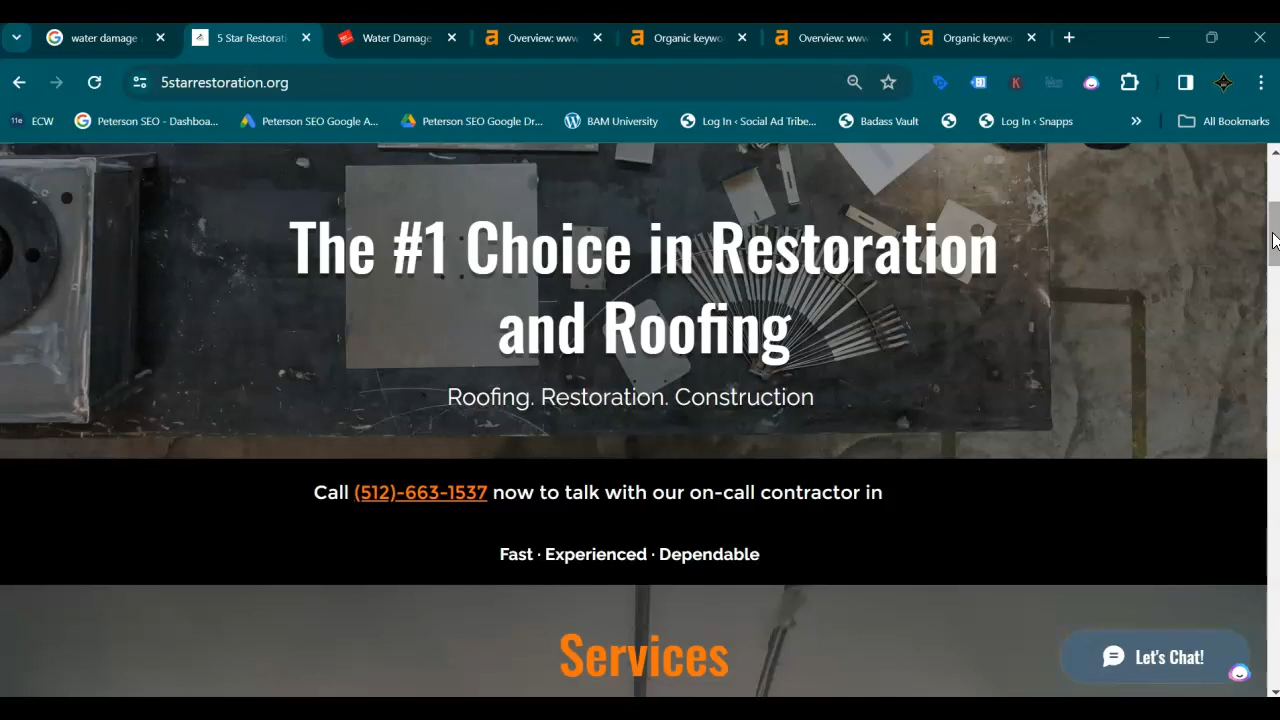 water damage
5 Star Restorati
Water Damage
Overview: www
Organic keywo
Overview: www
Organic keywo
5starrestoration.org
11e ECW
Peterson SEO - Dashboa...
Peterson SEO Google A...
Peterson SEO Google Dr...
BAM University
Log In ‹ Social Ad Tribe...
Badass Vault
Log In ‹ Snapps
»
All Bookmarks
The #1 Choice in Restoration
and Roofing
Roofing. Restoration. Construction
Call (512)-663-1537 now to talk with our on-call contractor in
Fast · Experienced · Dependable
Services
Let's Chat!